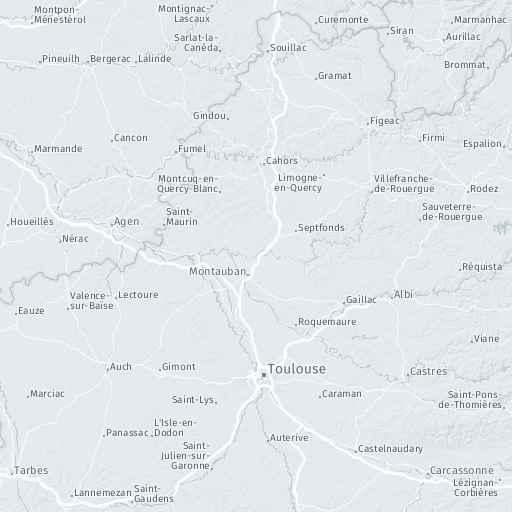 Montpon-
Ménestérol
Montignac-
Lascaux
Curemonte
Marmanhac
Siran
Aurillac
Sarlat-la-
Canéda
Souillac
Pineuilh
Bergerac
Lalinde
Brommat
Gramat
Gindou
Figeac
Cancon
Firmi
Espalion
Marmande
Fumel
Cahors
Montcuq-en-
Quercy-Blanc
Limogne-
en-Quercy
Villefranche-
de-Rouergue
Rodez
Houeillès
Agen
Saint-
Maurin
Septfonds
Sauveterre-
de-Rouergue
Nérac
Montauban
Réquista
Valence-
sur-Baïse
Lectoure
Gaillac
Albi
Eauze
Roquemaure
Viane
Auch
Gimont
Toulouse
Castres
Marciac
Saint-Lys
Caraman
Saint-Pons-
de-Thomières
L'Isle-en-
Dodon
Panassac
Auterive
Saint-
Julien-sur-
Garonne
Castelnaudary
Tarbes
Carcassonne
Lannemezan
Saint-
Gaudens
Lézignan-
Corbières